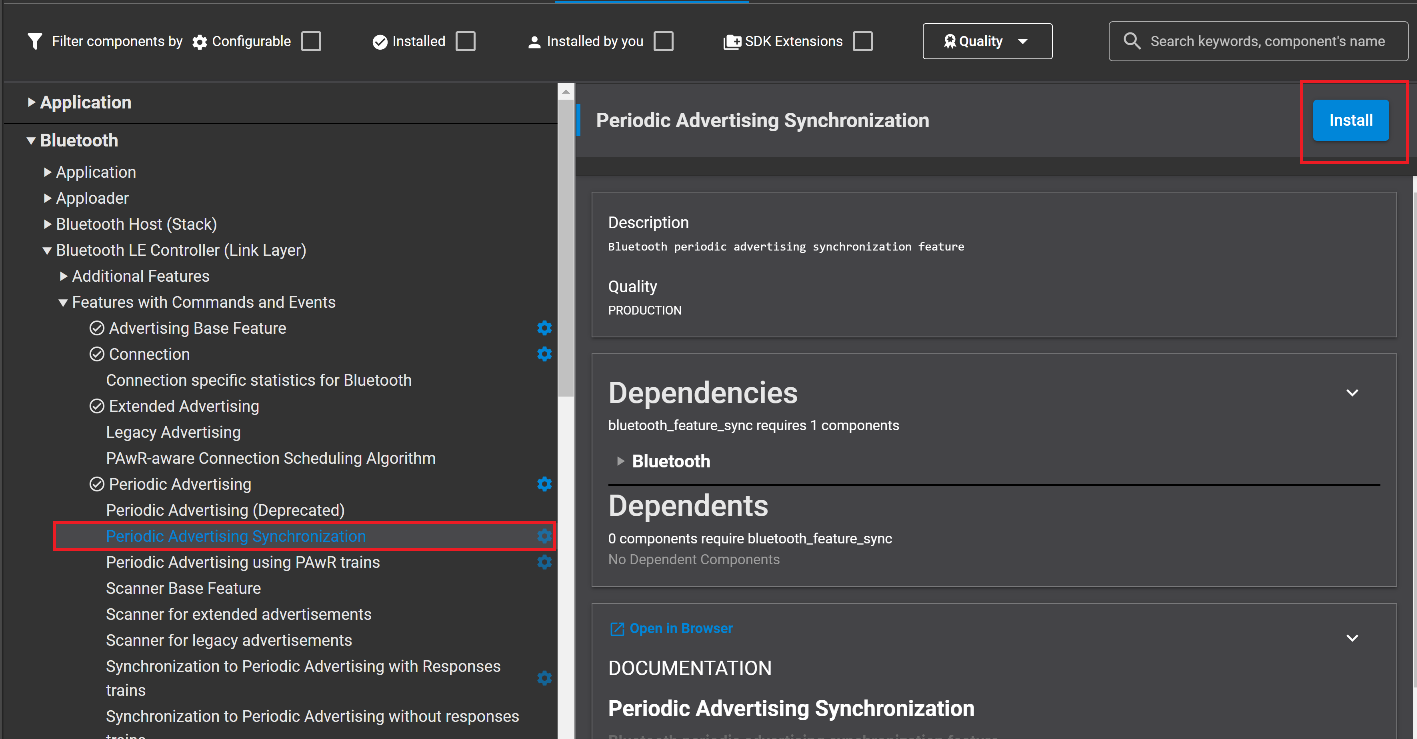 Filter components by Configurable Installed Installed by you SDK Extensions Quality Search keywords, component's name
Application
Bluetooth
Application
Apploader
Bluetooth Host (Stack)
Bluetooth LE Controller (Link Layer)
Additional Features
Features with Commands and Events
Advertising Base Feature
Connection
Connection specific statistics for Bluetooth
Extended Advertising
Legacy Advertising
PAwR-aware Connection Scheduling Algorithm
Periodic Advertising
Periodic Advertising (Deprecated)
Periodic Advertising Synchronization
Periodic Advertising using PAwR trains
Scanner Base Feature
Scanner for extended advertisements
Scanner for legacy advertisements
Synchronization to Periodic Advertising with Responses
trains
Synchronization to Periodic Advertising without responses
trains
Periodic Advertising Synchronization
Install
Description
Bluetooth periodic advertising synchronization feature
Quality
PRODUCTION
Dependencies
bluetooth_feature_sync requires 1 components
Bluetooth
Dependents
0 components require bluetooth_feature_sync
No Dependent Components
Open in Browser
DOCUMENTATION
Periodic Advertising Synchronization
Bluetooth periodic advertising synchronization feature